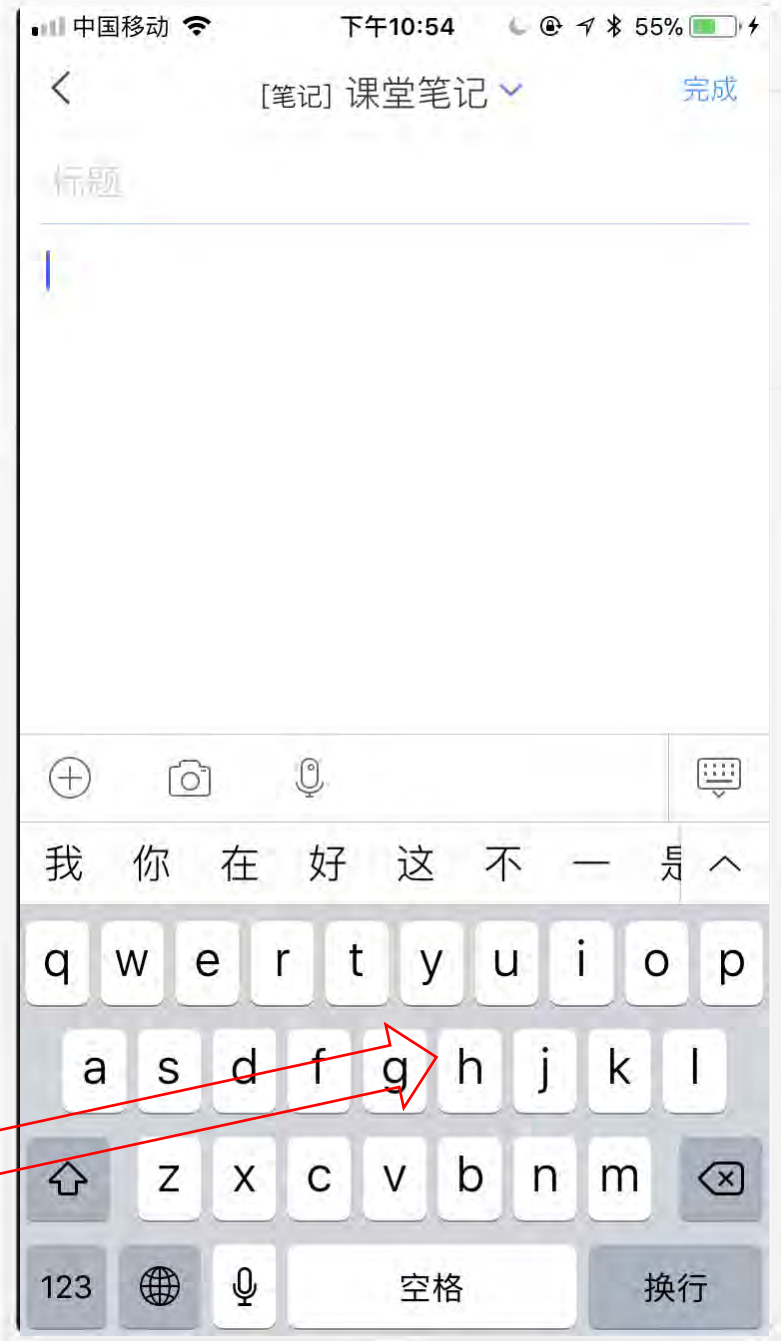 中国移动 下午10:54 55%
[笔记] 课堂笔记 完成
标题
我 你 在 好 这 不 一 是
q w e r t y u i o p
a s d f g h j k l
z x c v b n m
123 空格 换行